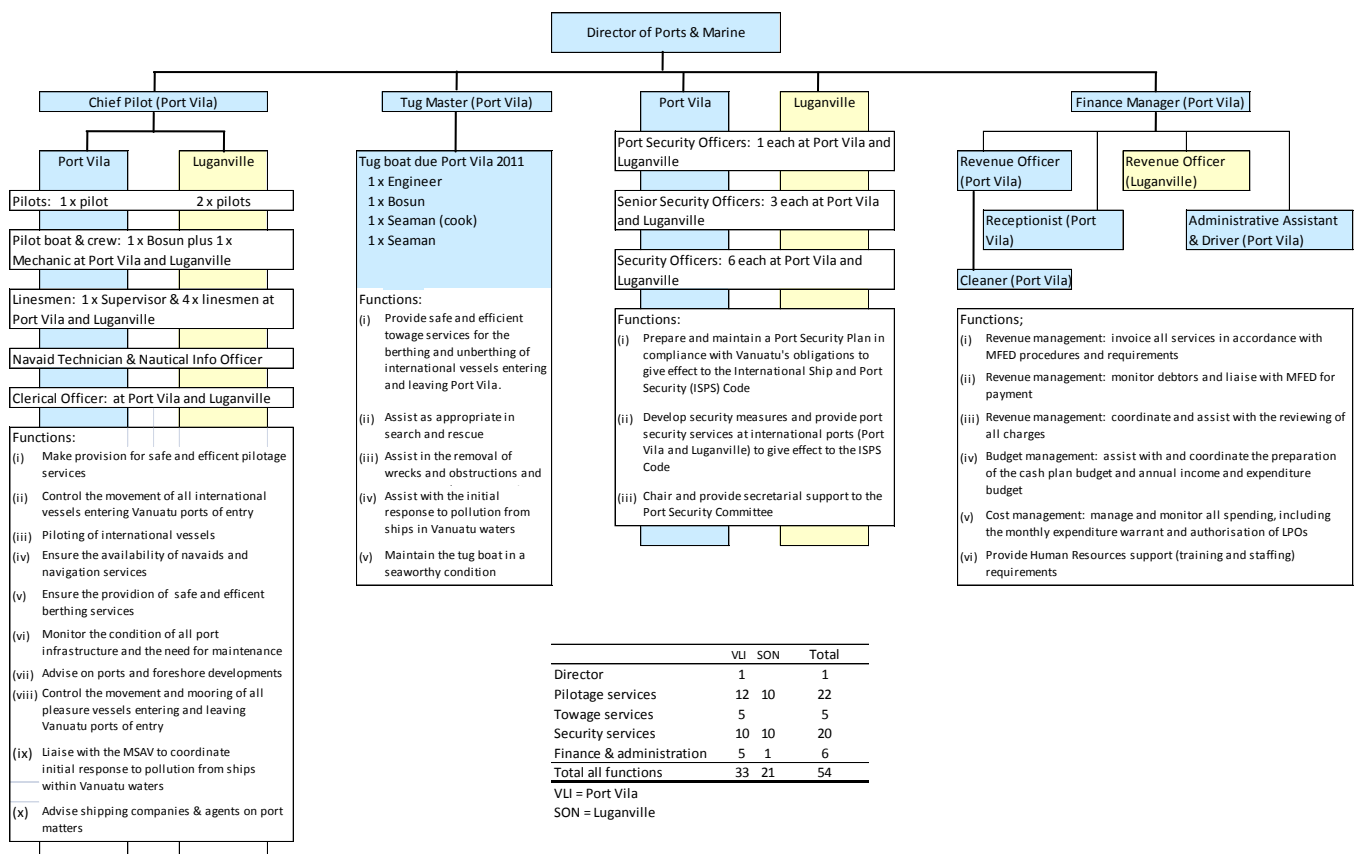 Director of Ports & Marine
Chief Pilot (Port Vila)
Port Vila
Luganville
Pilots: 1 x pilot 2 x pilots
Pilot boat & crew: 1 x Bosun plus 1 x
Mechanic at Port Vila and Luganville
Linesmen: 1 x Supervisor & 4 x linesmen at
Port Vila and Luganville
Navaid Technician & Nautical Info Officer
Clerical Officer: at Port Vila and Luganville
Functions:
(i) Make provision for safe and efficent pilotage
services
(ii) Control the movement of all international
vessels entering Vanuatu ports of entry
(iii) Piloting of international vessels
(iv) Ensure the availability of navaids and
navigation services
(v) Ensure the providion of safe and efficent
berthing services
(vi) Monitor the condition of all port
infrastructure and the need for maintenance
(vii) Advise on ports and foreshore developments
(viii) Control the movement and mooring of all
pleasure vessels entering and leaving
Vanuatu ports of entry
(ix) Liaise with the MSAV to coordinate
initial response to pollution from ships
within Vanuatu waters
(x) Advise shipping companies & agents on port
matters
Tug Master (Port Vila)
Tug boat due Port Vila 2011
1 x Engineer
1 x Bosun
1 x Seaman (cook)
1 x Seaman
Functions:
(i) Provide safe and efficient
towage services for the
berthing and unberthing of
international vessels entering
and leaving Port Vila.
(ii) Assist as appropriate in
search and rescue
(iii) Assist in the removal of
wrecks and obstructions and
(iv) Assist with the initial
response to pollution from
ships in Vanuatu waters
(v) Maintain the tug boat in a
seaworthy condition
Port Vila
Luganville
Port Security Officers: 1 each at Port Vila and
Luganville
Senior Security Officers: 3 each at Port Vila
and Luganville
Security Officers: 6 each at Port Vila and
Luganville
Functions:
(i) Prepare and maintain a Port Security Plan in
compliance with Vanuatu's obligations to
give effect to the International Ship and Port
Security (ISPS) Code
(ii) Develop security measures and provide port
security services at international ports (Port
Vila and Luganville) to give effect to the ISPS
Code
(iii) Chair and provide secretarial support to the
Port Security Committee
Finance Manager (Port Vila)
Revenue Officer
(Port Vila)
Revenue Officer
(Luganville)
Receptionist (Port
Vila)
Administrative Assistant
& Driver (Port Vila)
Cleaner (Port Vila)
Functions;
(i) Revenue management: invoice all services in accordance with
MFED procedures and requirements
(ii) Revenue management: monitor debtors and liaise with MFED for
payment
(iii) Revenue management: coordinate and assist with the reviewing of
all charges
(iv) Budget management: assist with and coordinate the preparation
of the cash plan budget and annual income and expenditure
budget
(v) Cost management: manage and monitor all spending, including
the monthly expenditure warrant and authorisation of LPOs
(vi) Provide Human Resources support (training and staffing)
requirements
VLI SON Total
Director 1 1
Pilotage services 12 10 22
Towage services 5 5
Security services 10 10 20
Finance & administration 5 1 6
Total all functions 33 21 54
VLI = Port Vila
SON = Luganville